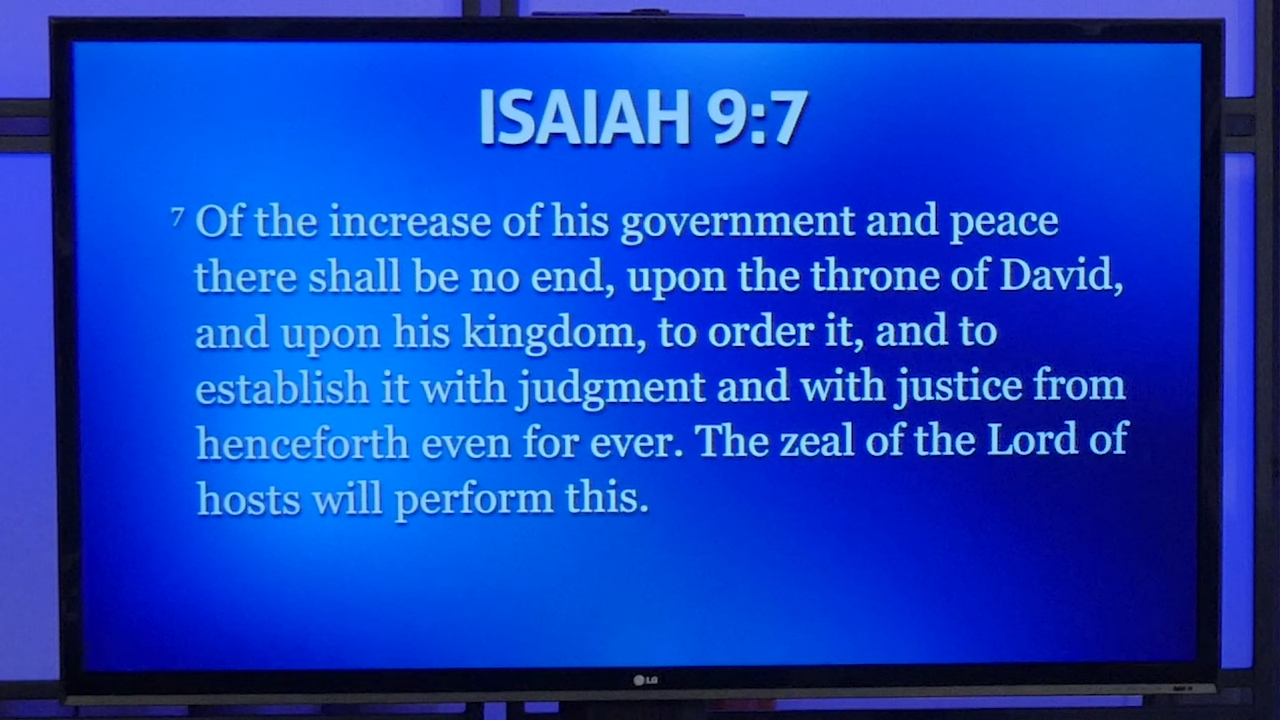 ISAIAH 9:7
7 Of the increase of his government and peace
there shall be no end, upon the throne of David,
and upon his kingdom, to order it, and to
establish it with judgment and with justice from
henceforth even for ever. The zeal of the Lord of
hosts will perform this.
LG